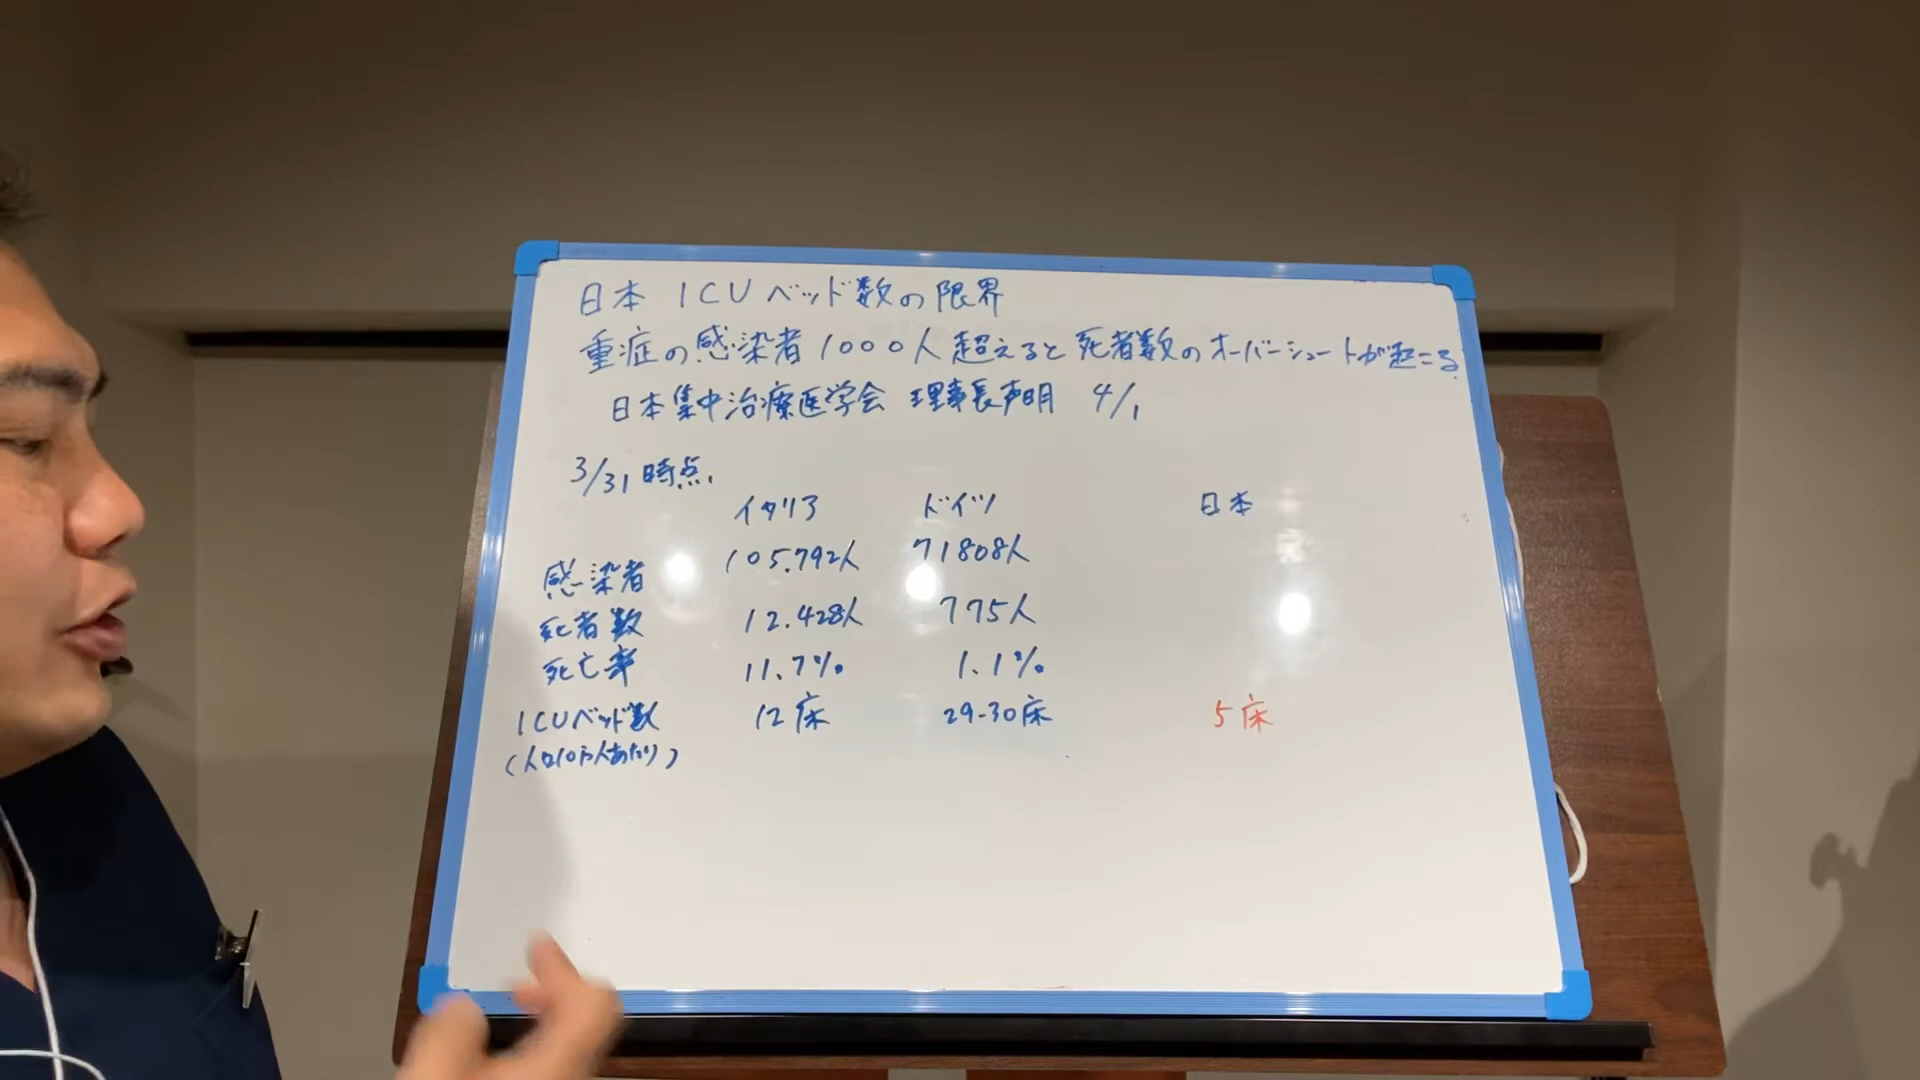 日本 ICU ベッド数の限界
重症の感染者1000人超えると死者数のオーバーシュートが起こる
日本集中治療医学会 理事長声明 4/1
3/31時点
イタリア ドイツ 日本
感染者 105.792人 71808人
死者数 12.428人 775人
死亡率 11.7% 1.1%
ICUベッド数 12床 29-30床 5床
(人口10万人あたり)